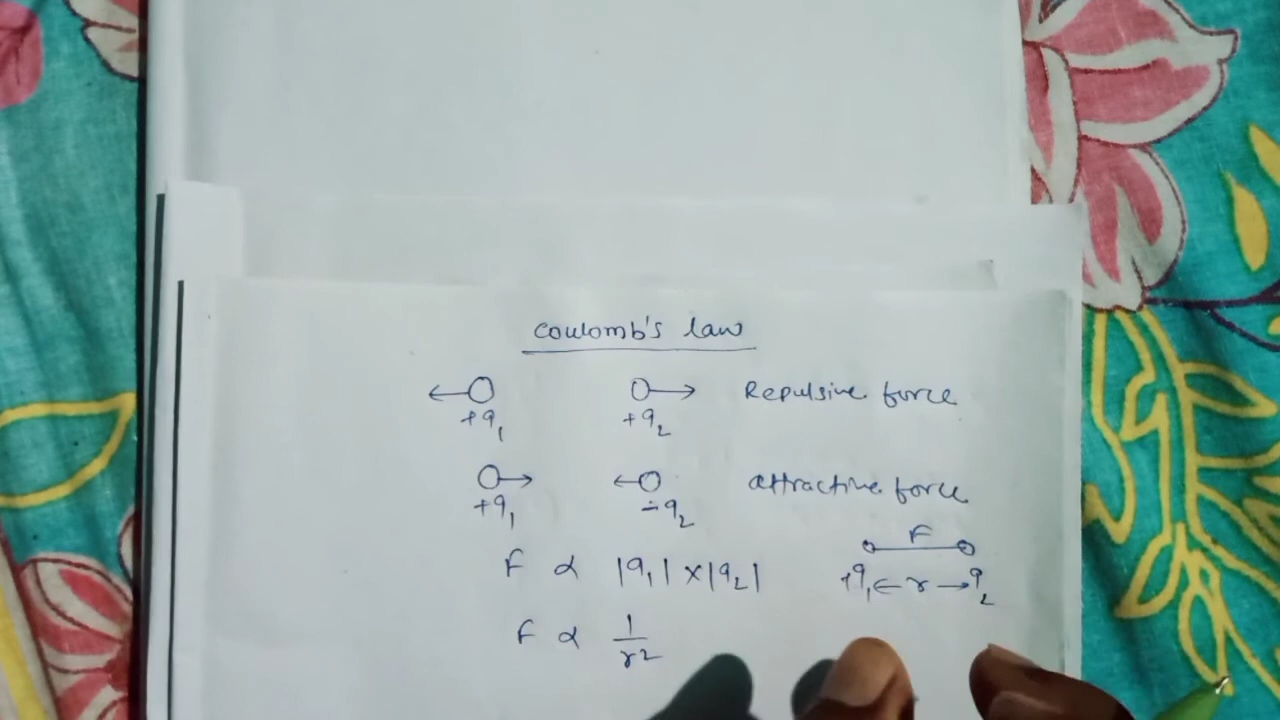 Coulomb's law
+q₁ +q₂ Repulsive force
+q₁ -q₂ attractive force
F
F ∝ |q₁| x |q₂| +q₁ ← r → q₂
F ∝ 1/r²